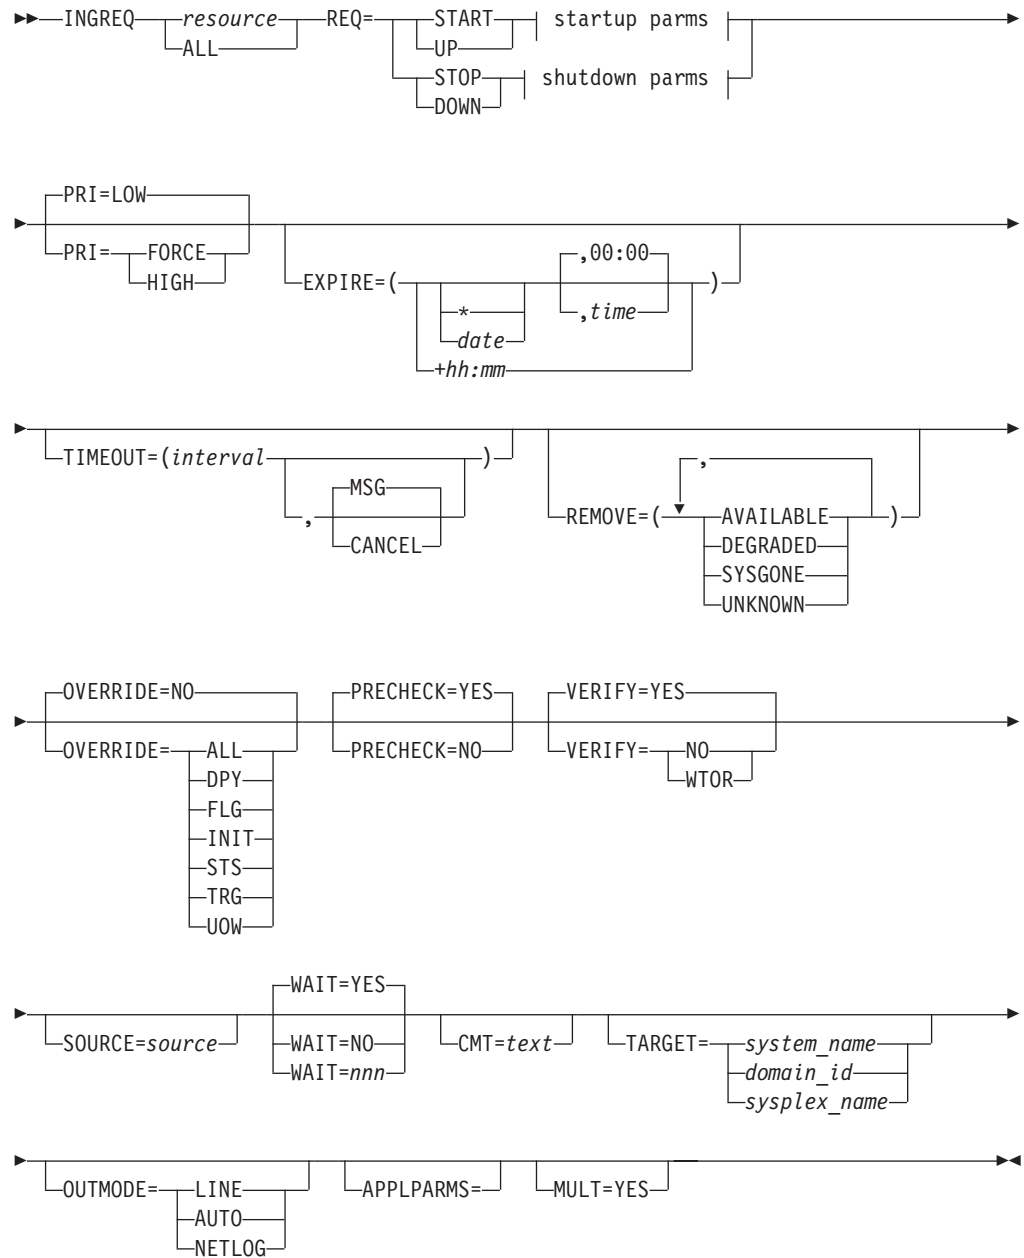 INGREQ resource REQ= START startup parms
ALL UP
STOP shutdown parms
DOWN
PRI=LOW
PRI= FORCE
HIGH
EXPIRE=( * ,00:00 )
date ,time
+hh:mm
TIMEOUT=(interval )
, MSG
CANCEL
REMOVE=( , AVAILABLE )
DEGRADED
SYSGONE
UNKNOWN
OVERRIDE=NO PRECHECK=YES VERIFY=YES
OVERRIDE= ALL PRECHECK=NO VERIFY= NO
DPY WTOR
FLG
INIT
STS
TRG
UOW
WAIT=YES
SOURCE=source WAIT=NO CMT=text TARGET= system_name
WAIT=nnn domain_id
sysplex_name
OUTMODE= LINE APPLPARMS= MULT=YES
AUTO
NETLOG